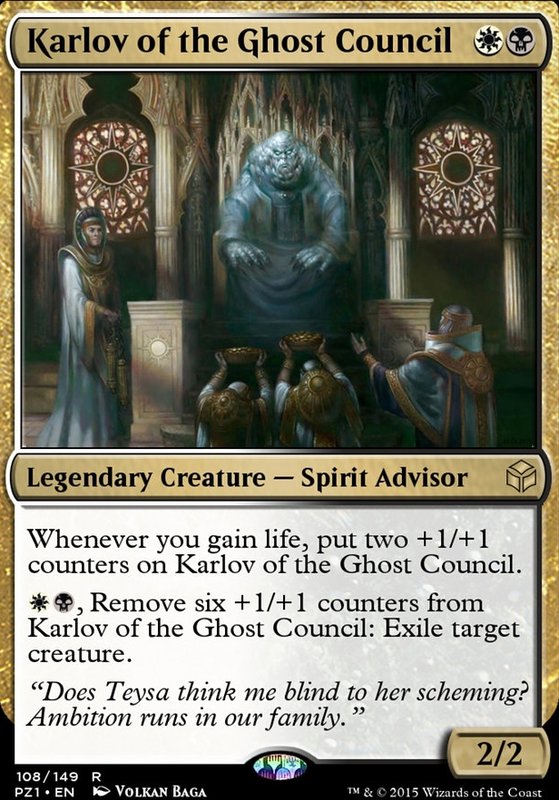 Karlov of the Ghost Council
Legendary Creature — Spirit Advisor
Whenever you gain life, put two +1/+1
counters on Karlov of the Ghost Council.
, Remove six +1/+1 counters from
Karlov of the Ghost Council: Exile target
creature.
“Does Teysa think me blind to her scheming?
Ambition runs in our family.”
2/2
108/149 R
PZ1 • EN Volkan Baga
™ & © 2015 Wizards of the Coast